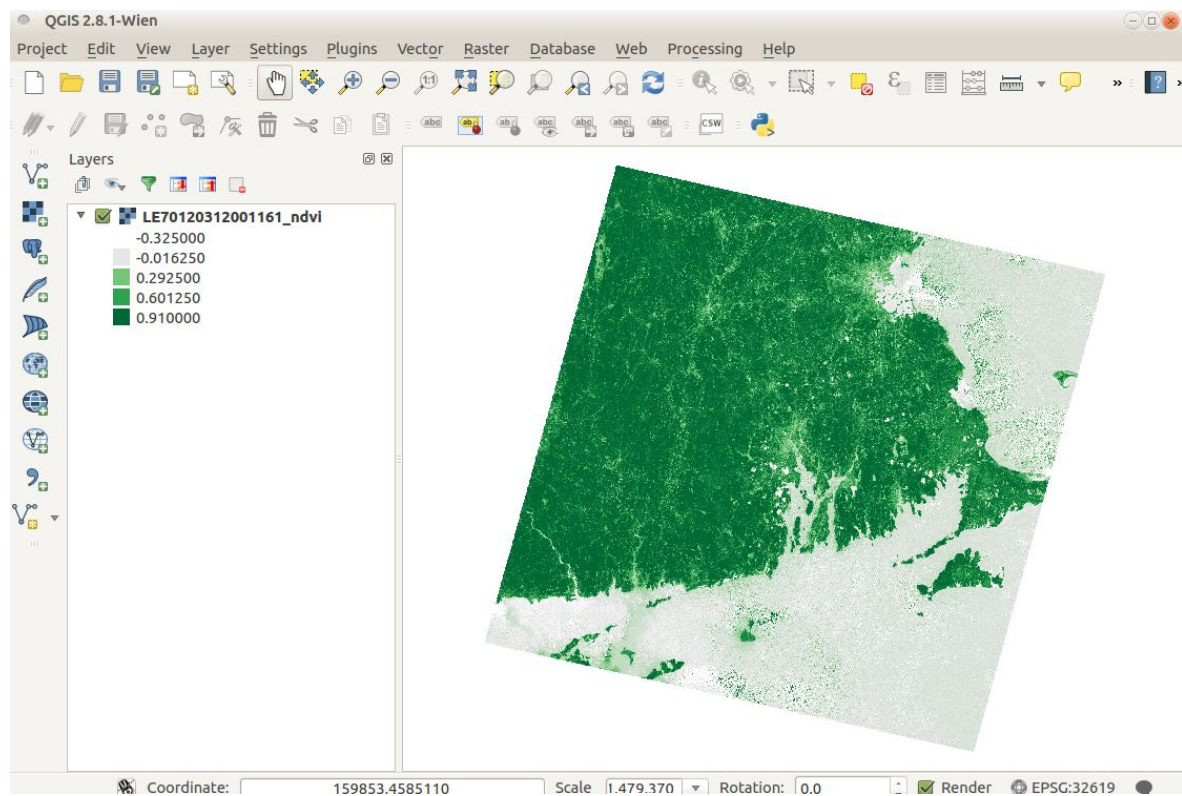 QGIS 2.8.1-Wien
Project Edit View Layer Settings Plugins Vector Raster Database Web Processing Help
CSW
Layers
LE70120312001161_ndvi
-0.325000
-0.016250
0.292500
0.601250
0.910000
Coordinate: 159853,4585110 Scale 1,479,370 Rotation: 0.0 Render EPSG:32619